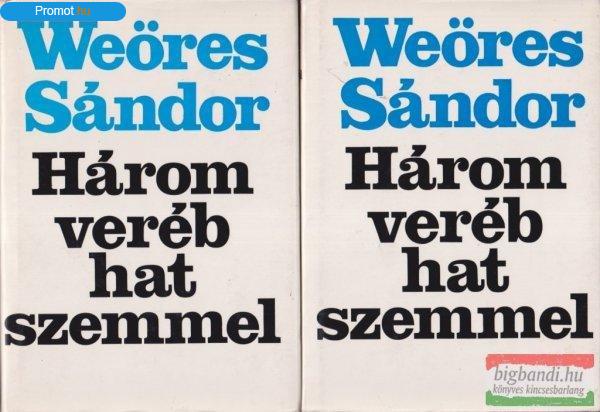 Promot.hu
Weöres
Sándor
Három
veréb
hat
szemmel
Weöres
Sándor
Három
veréb
hat
szemmel
bigbandi.hu
könyves kincsesbarlang